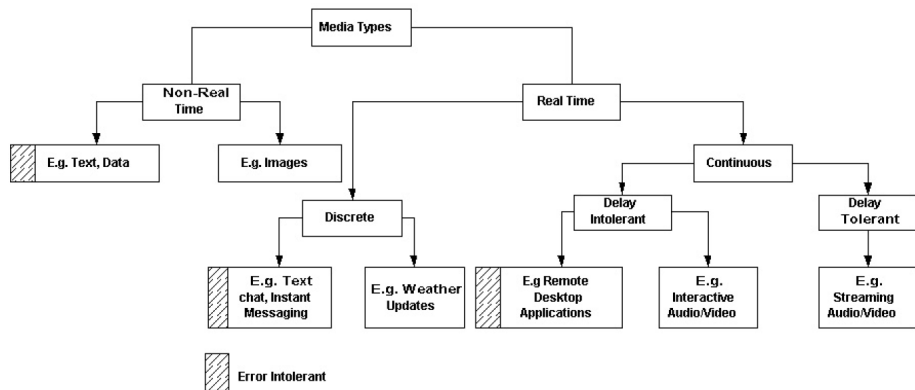 Media Types
Non-Real
Time
Real Time
E.g. Text, Data
E.g. Images
Continuous
Discrete
Delay
Intolerant
Delay
Tolerant
E.g. Text
chat, Instant
Messaging
E.g. Weather
Updates
E.g Remote
Desktop
Applications
E.g.
Interactive
Audio/Video
E.g.
Streaming
Audio/Video
Error Intolerant